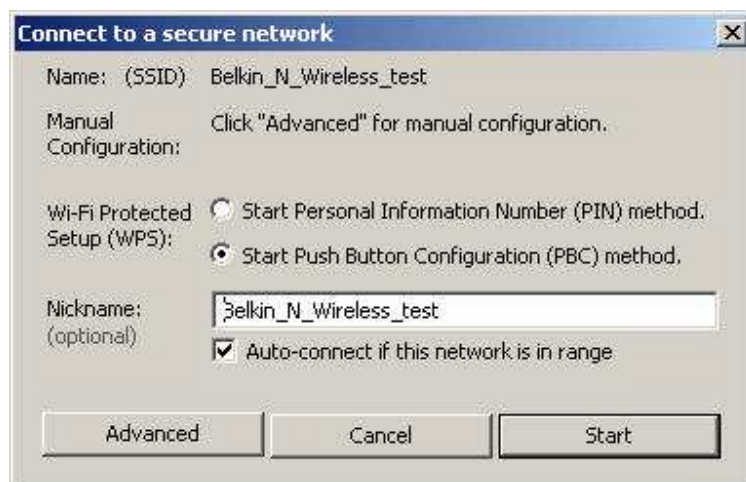 Connect to a secure network
Name: (SSID) Belkin_N_Wireless_test
Manual Configuration: Click "Advanced" for manual configuration.
Wi-Fi Protected Setup (WPS):
Start Personal Information Number (PIN) method.
Start Push Button Configuration (PBC) method.
Nickname: (optional)
Belkin_N_Wireless_test
Auto-connect if this network is in range
Advanced Cancel Start